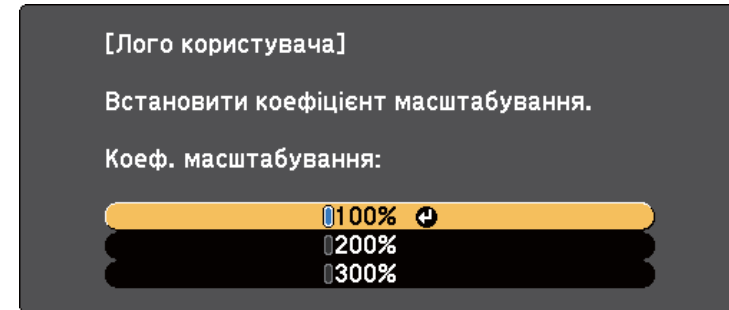 [Лого користувача]
Встановити коефіцієнт масштабування.
Коеф. масштабування:
100%
200%
300%